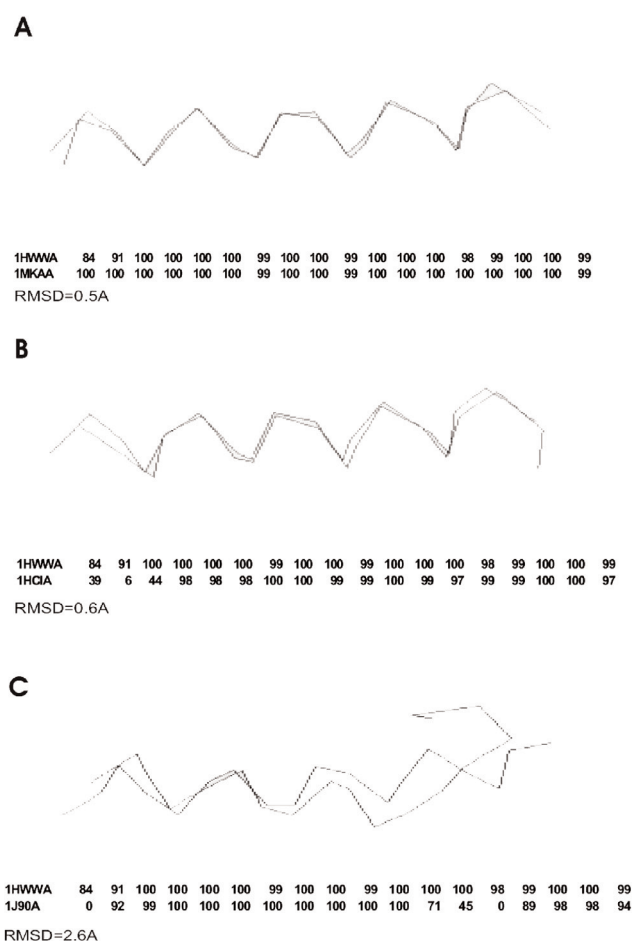 A
1HWWA 84 91 100 100 100 100 99 100 100 99 100 100 100 98 99 100 100 99
1MKAA 100 100 100 100 100 100 99 100 100 99 100 100 100 100 100 100 100 99
RMSD=0.5A
B
1HWWA 84 91 100 100 100 100 99 100 100 99 100 100 100 98 99 100 100 99
1HCIA 39 6 44 98 98 98 100 100 99 99 100 99 97 99 99 100 100 97
RMSD=0.6A
C
1HWWA 84 91 100 100 100 100 99 100 100 99 100 100 100 98 99 100 100 99
1J90A 0 92 99 100 100 100 100 100 100 100 100 71 45 0 89 98 98 94
RMSD=2.6A